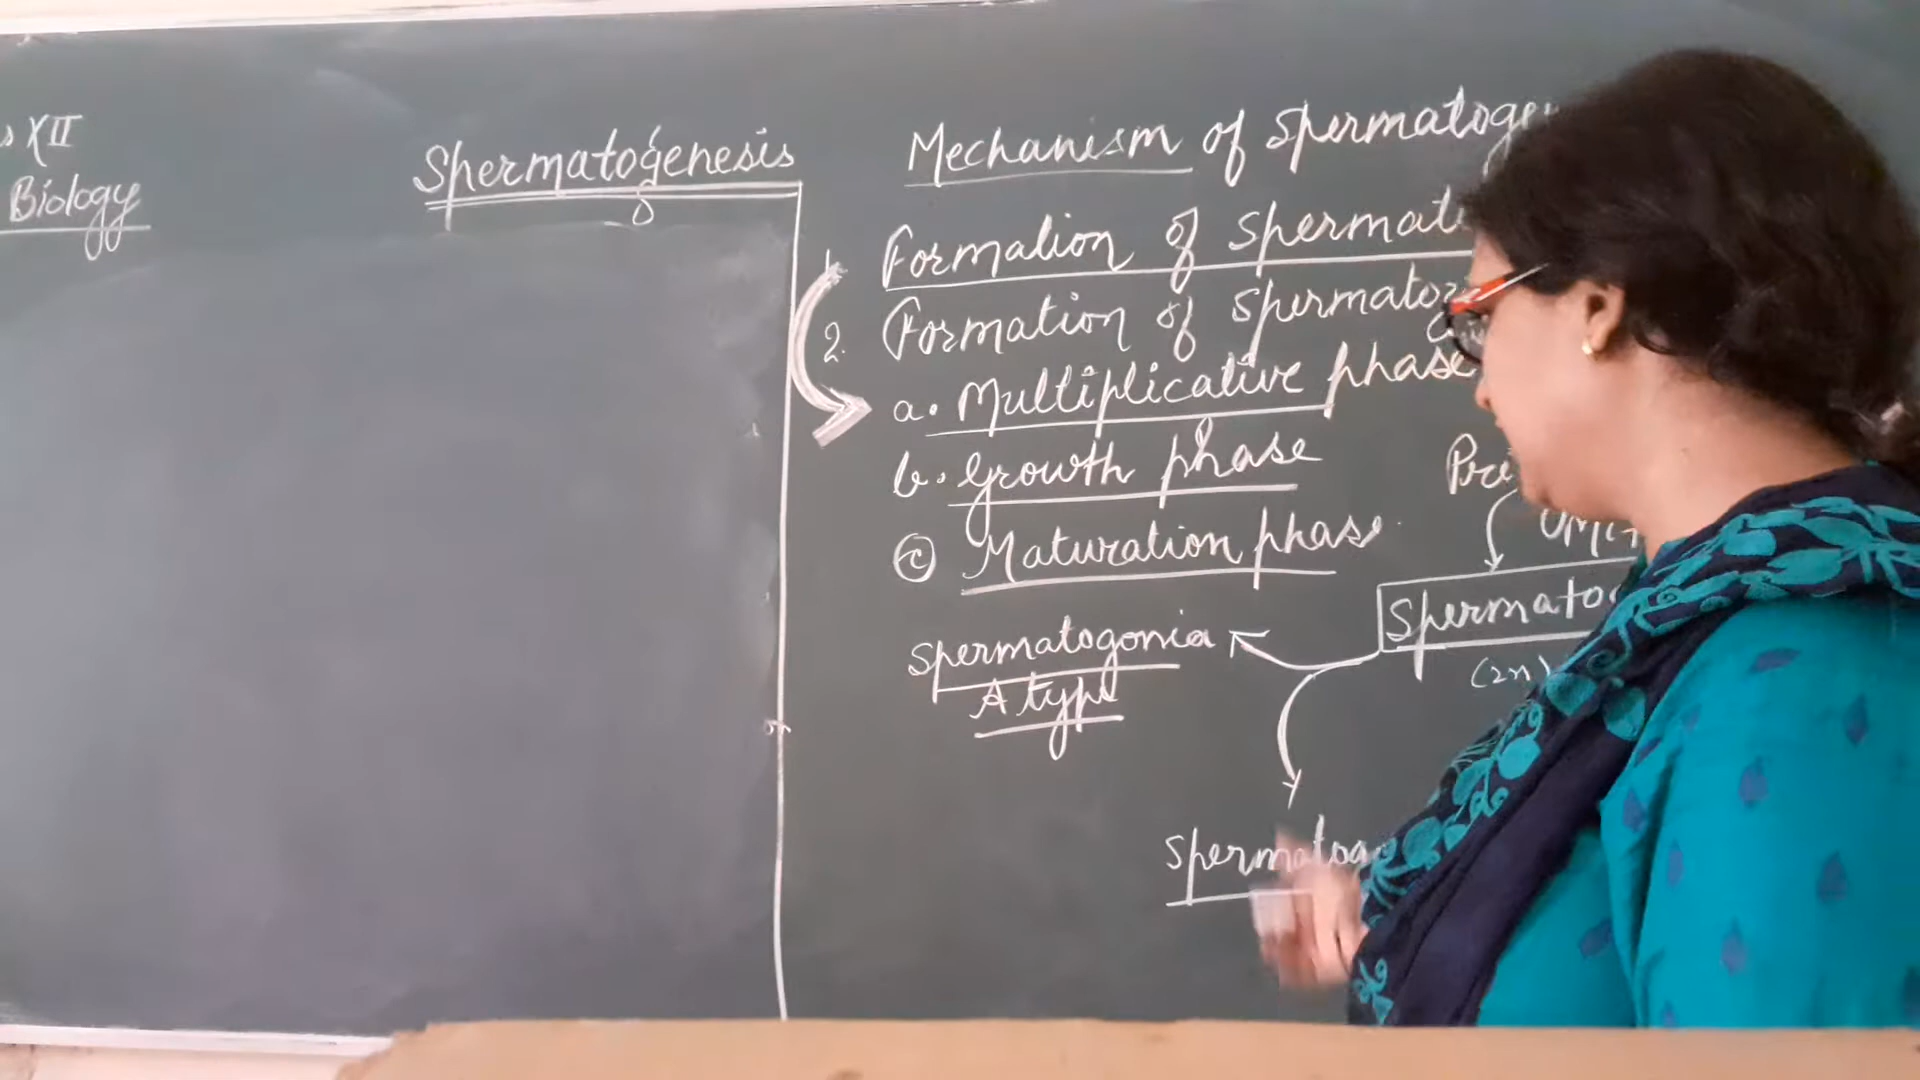 XII
Biology
Spermatogenesis
Mechanism of Spermatoge
1. Formation of Spermat
2. Formation of Spermatoz
a. Multiplicative phase
b. Growth phase
c Maturation phase
Spermatogonia
A type
Spermato
(2n)
Spermatog